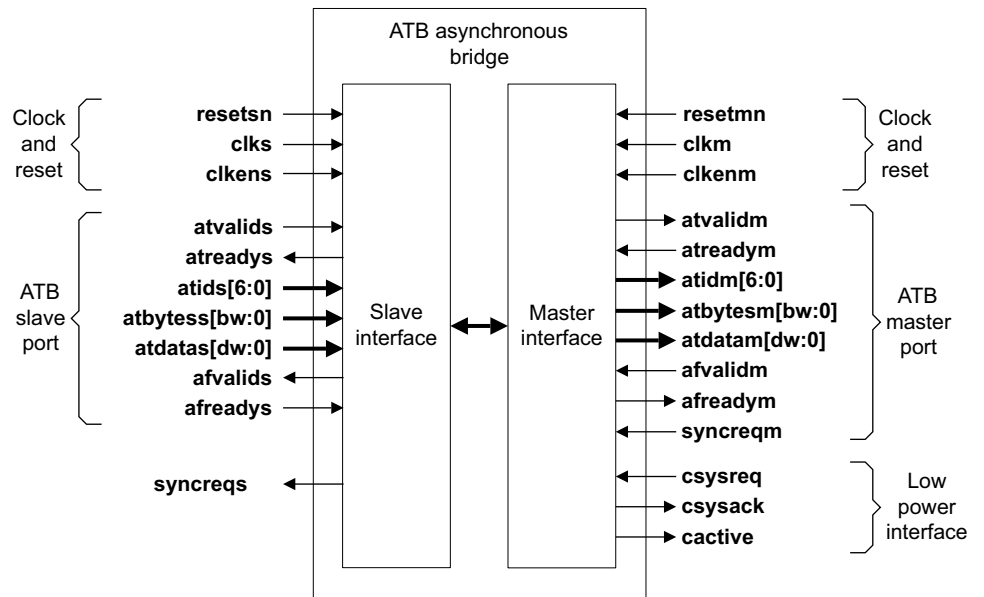 ATB asynchronous
bridge
Clock
and
reset
resetsn
clks
clkens
ATB
slave
port
atvalids
atreadys
atids[6:0]
atbytess[bw:0]
atdatas[dw:0]
afvalids
afreadys
syncreqs
Slave
interface
Master
interface
resetmn
clkm
clkenm
Clock
and
reset
atvalidm
atreadym
atidm[6:0]
atbytesm[bw:0]
atdatam[dw:0]
afvalidm
afreadym
syncreqm
ATB
master
port
csysreq
csysack
cactive
Low
power
interface